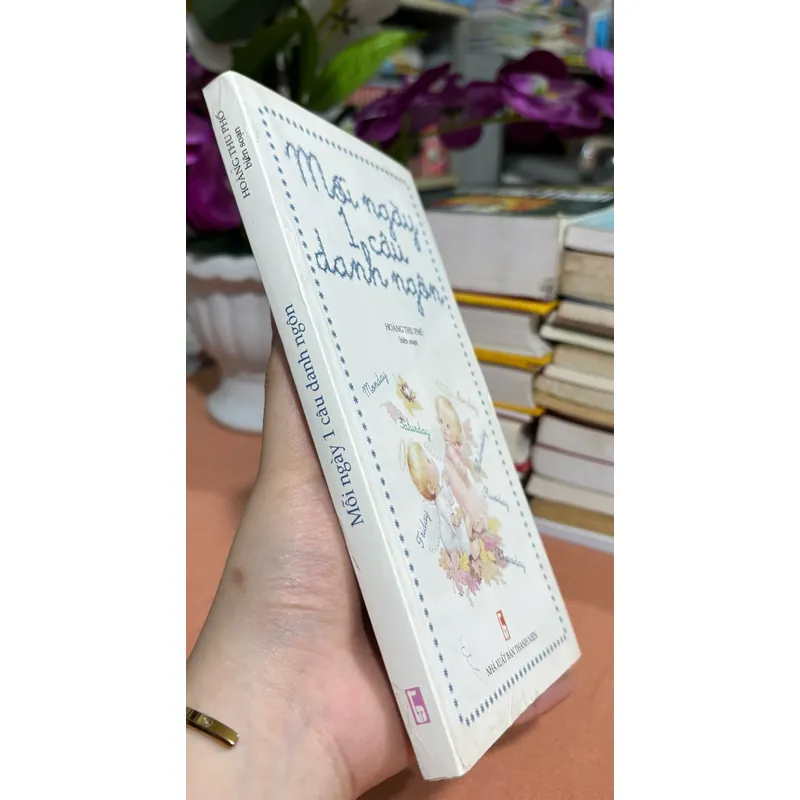 HOÀNG THU PHỐ
biên soạn
Mỗi ngày 1 câu danh ngôn
Mỗi ngày
1 câu
danh ngôn
HOÀNG THU PHỐ
biên soạn
Monday
Saturday
Friday
NHÀ XUẤT BẢN THANH NIÊN